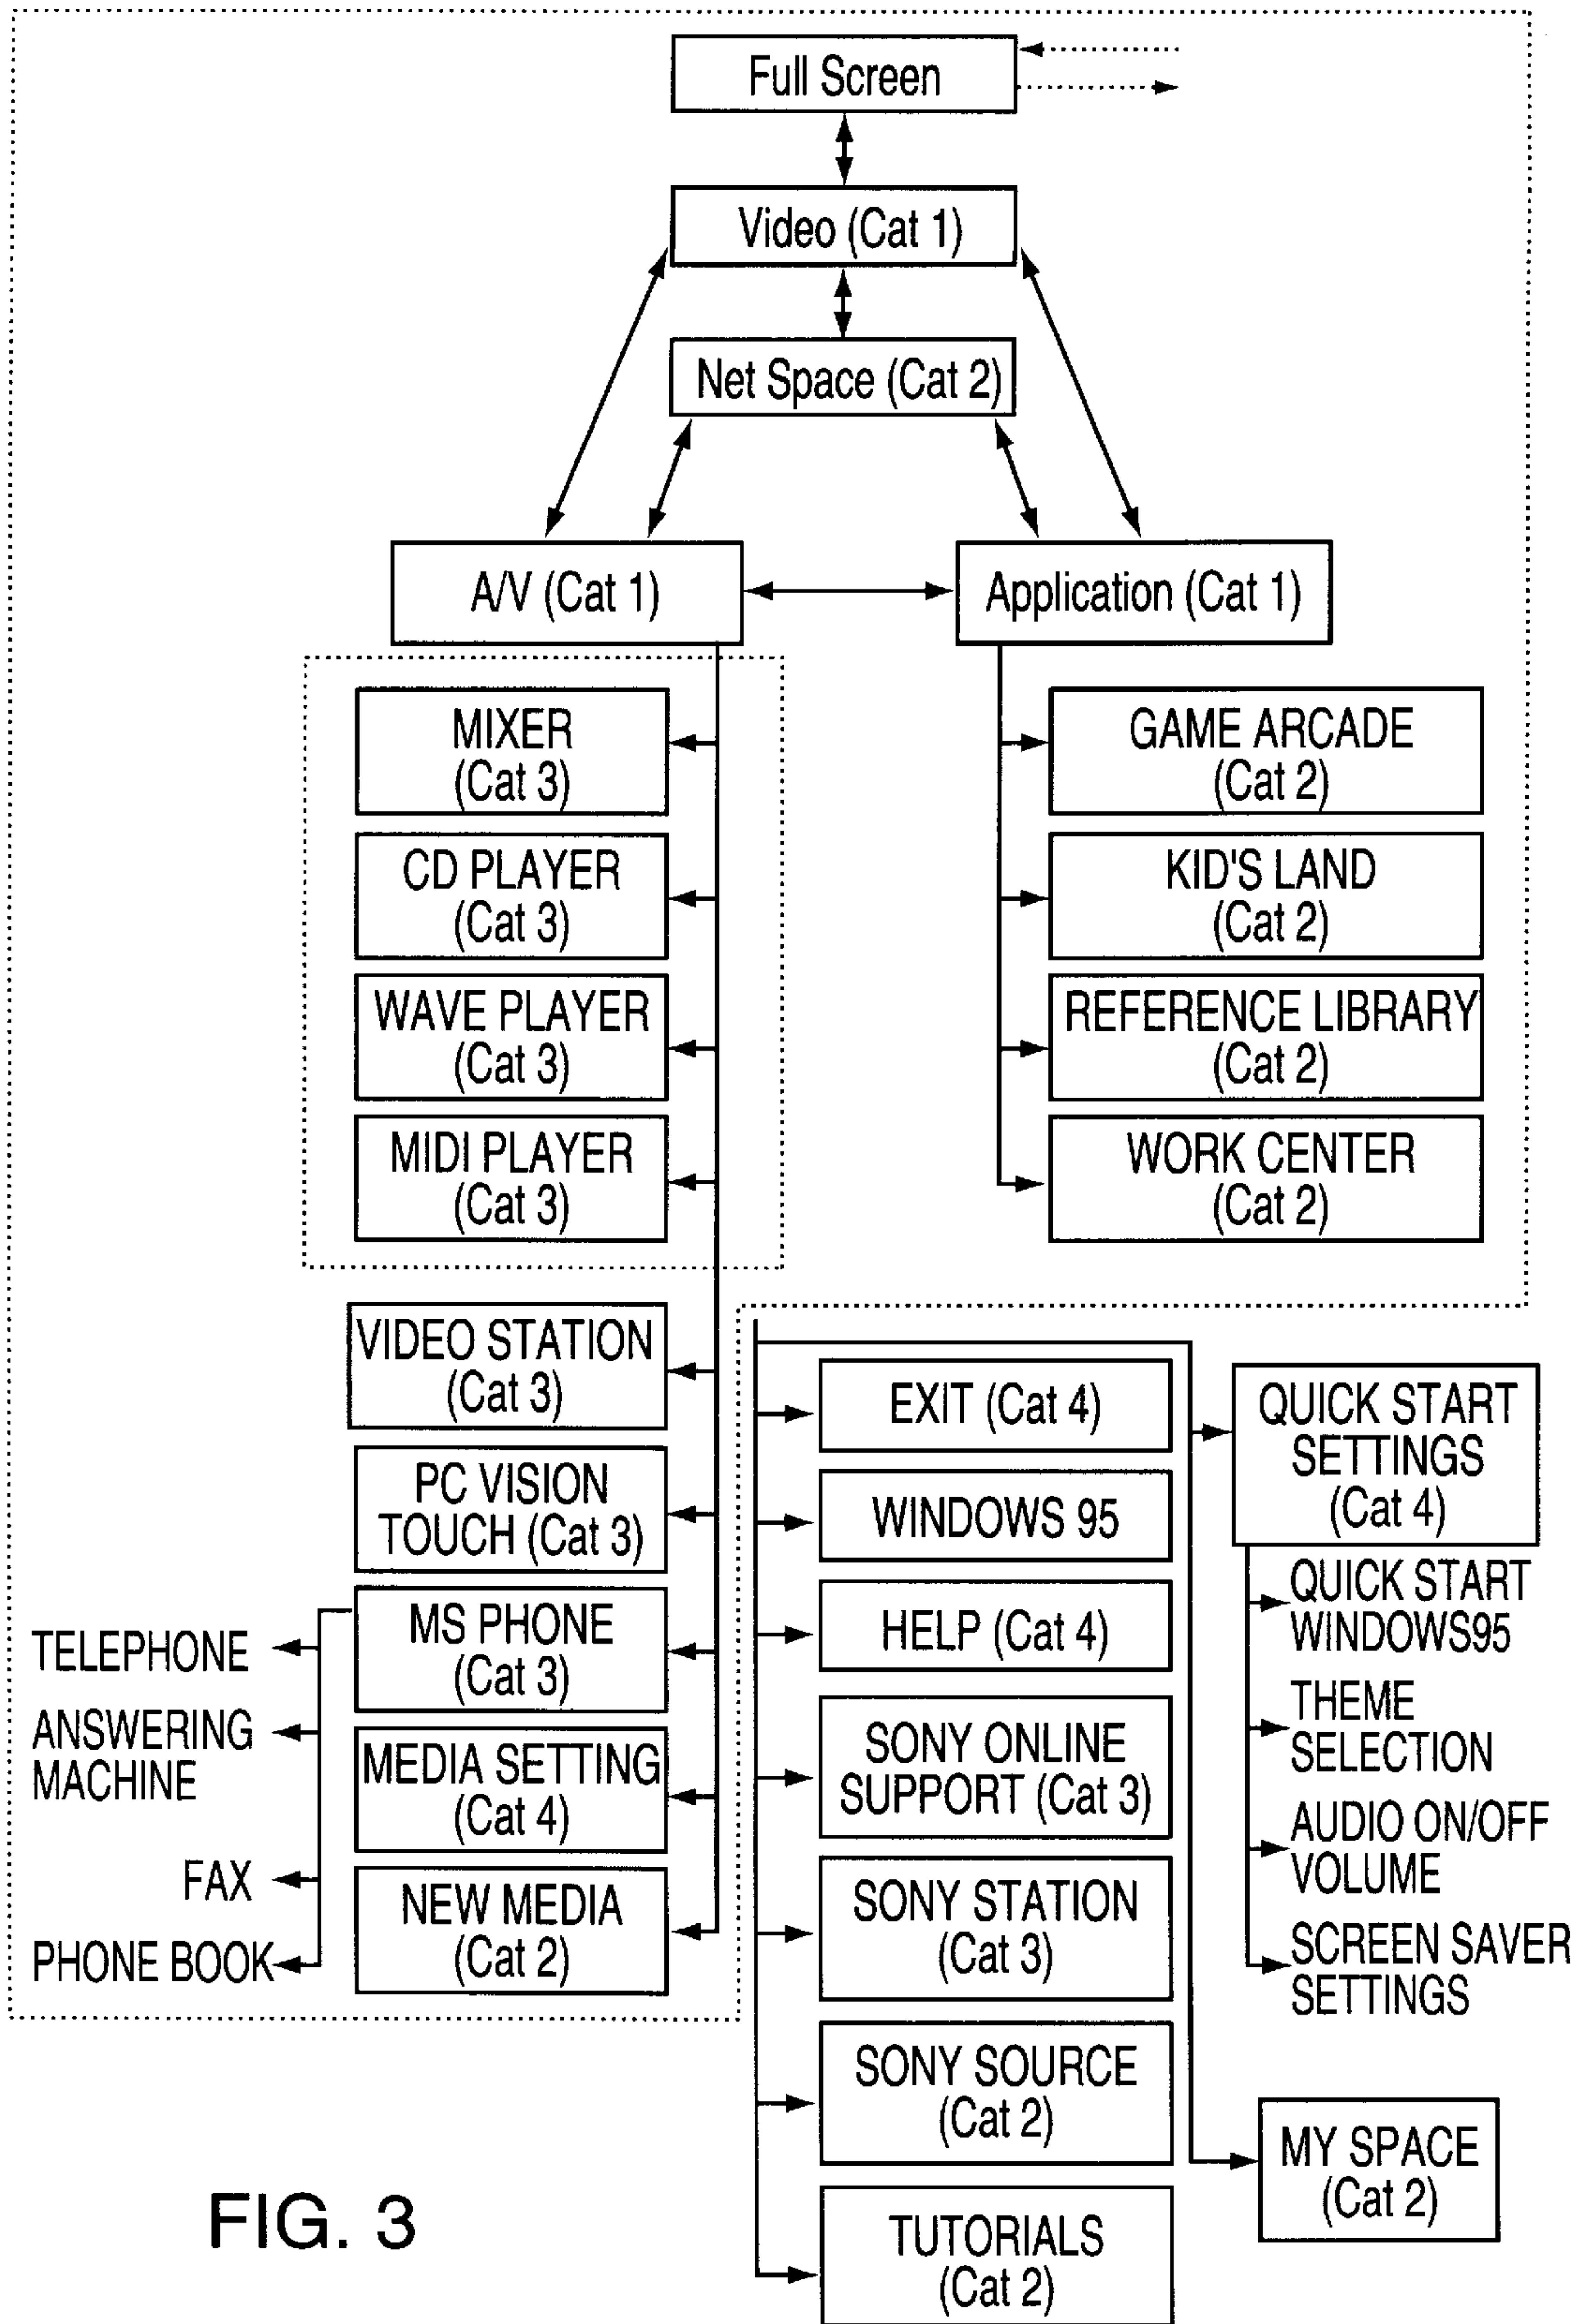 Full Screen
Video (Cat 1)
Net Space (Cat 2)
A/V (Cat 1)
Application (Cat 1)
MIXER
(Cat 3)
CD PLAYER
(Cat 3)
WAVE PLAYER
(Cat 3)
MIDI PLAYER
(Cat 3)
GAME ARCADE
(Cat 2)
KID'S LAND
(Cat 2)
REFERENCE LIBRARY
(Cat 2)
WORK CENTER
(Cat 2)
VIDEO STATION
(Cat 3)
PC VISION
TOUCH (Cat 3)
MS PHONE
(Cat 3)
TELEPHONE
ANSWERING
MACHINE
FAX
PHONE BOOK
MEDIA SETTING
(Cat 4)
NEW MEDIA
(Cat 2)
EXIT (Cat 4)
WINDOWS 95
HELP (Cat 4)
SONY ONLINE
SUPPORT (Cat 3)
SONY STATION
(Cat 3)
SONY SOURCE
(Cat 2)
TUTORIALS
(Cat 2)
QUICK START
SETTINGS
(Cat 4)
QUICK START
WINDOWS95
THEME
SELECTION
AUDIO ON/OFF
VOLUME
SCREEN SAVER
SETTINGS
MY SPACE
(Cat 2)
FIG. 3